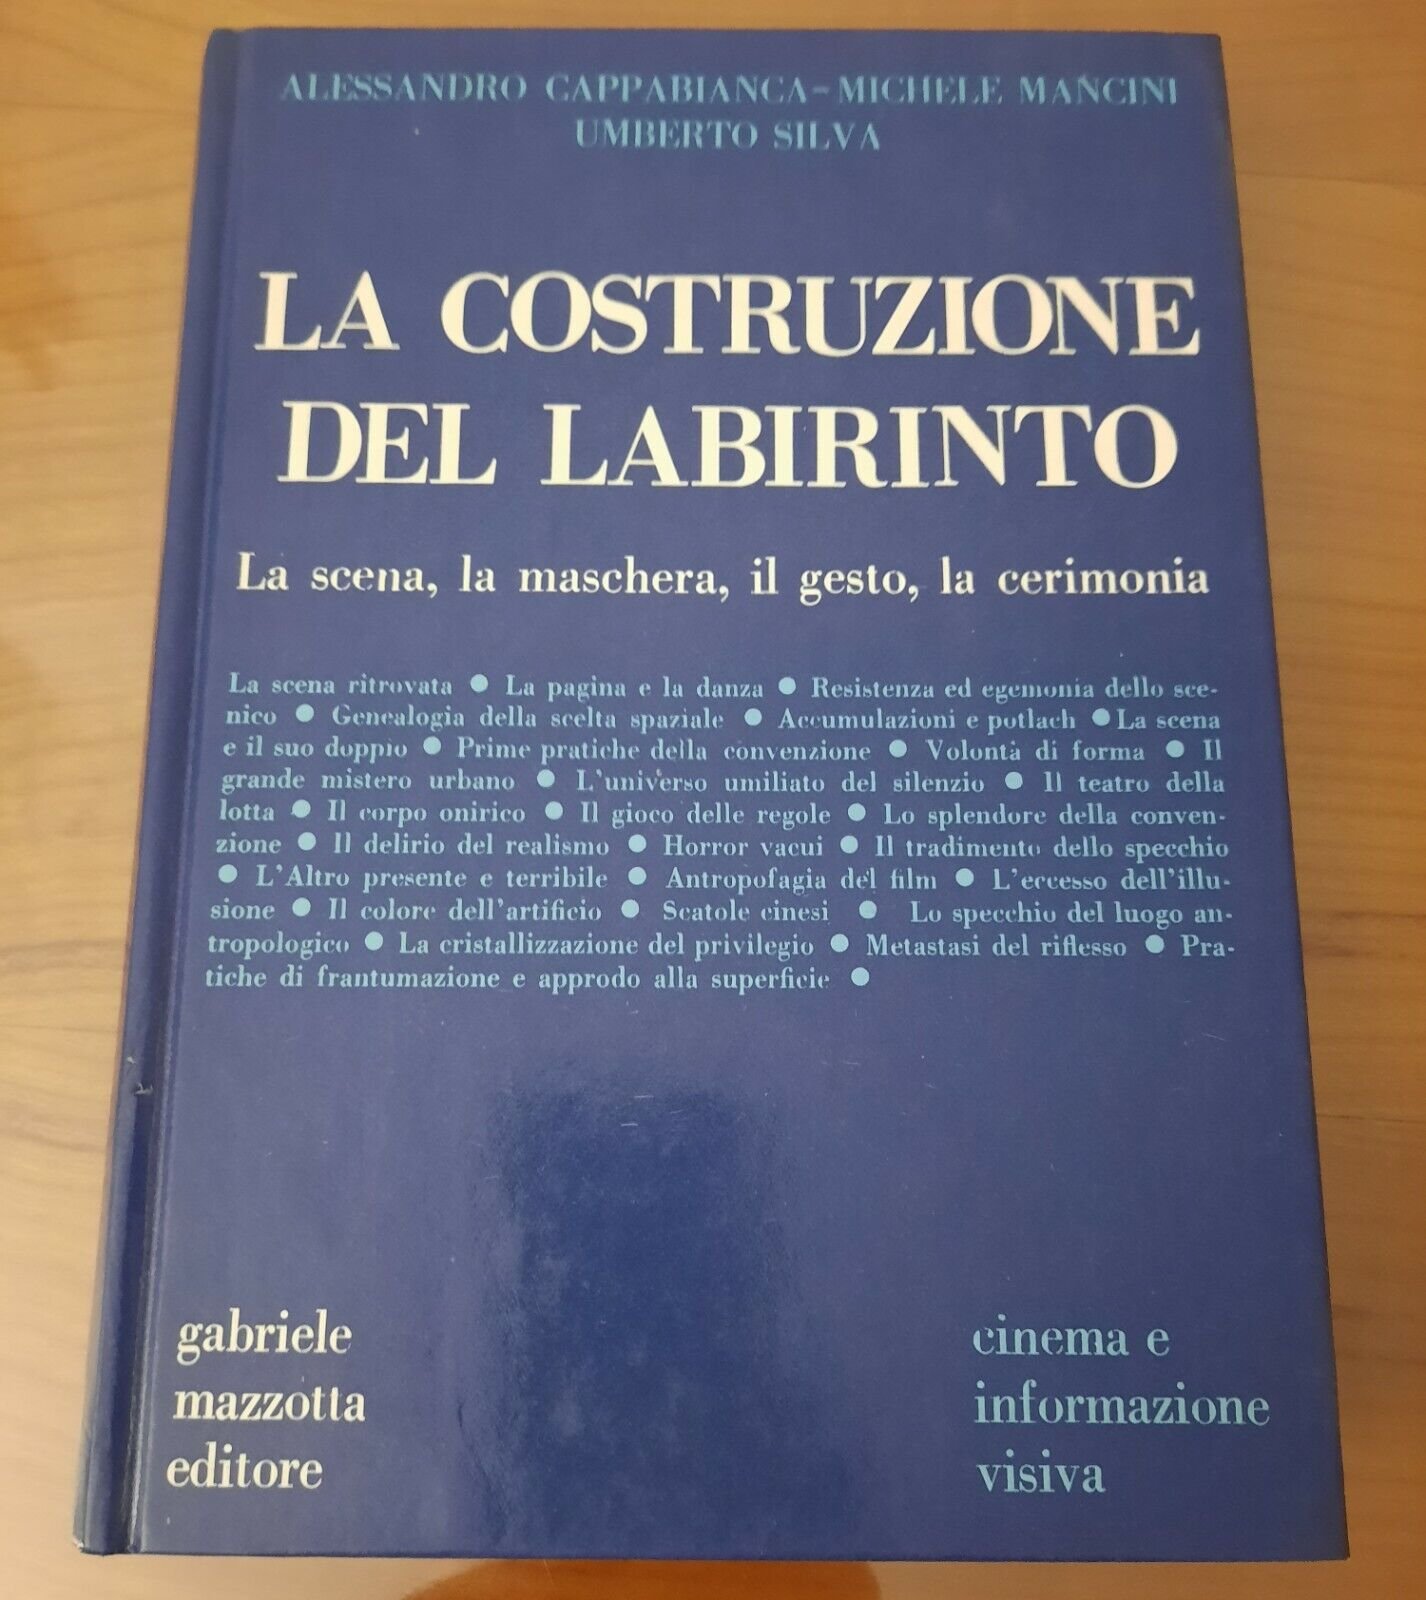 ALESSANDRO CAPPABIANCA-MICHELE MANCINI
UMBERTO SILVA
LA COSTRUZIONE
DEL LABIRINTO
La scena, la maschera, il gesto, la cerimonia
La scena ritrovata ● La pagina e la danza ● Resistenza ed egemonia dello sce-
nico ● Genealogia della scelta spaziale ● Accumulazioni e potlach ● La scena
e il suo doppio ● Prime pratiche della convenzione ● Volontà di forma ● Il
grande mistero urbano ● L'universo umiliato del silenzio ● Il teatro della
lotta ● Il corpo onirico ● Il gioco delle regole ● Lo splendore della conven-
zione ● Il delirio del realismo ● Horror vacui ● Il tradimento dello specchio
● L'Altro presente e terribile ● Antropofagia del film ● L'eccesso dell'illu-
sione ● Il colore dell'artificio ● Scatole cinesi ● Lo specchio del luogo an-
tropologico ● La cristallizzazione del privilegio ● Metastasi del riflesso ● Pra-
tiche di frantumazione e approdo alla superficie ●
gabriele
mazzotta
editore
cinema e
informazione
visiva